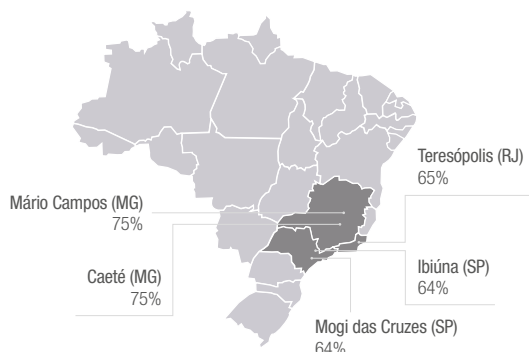 Teresópolis (RJ)
65%
Mário Campos (MG)
75%
Caeté (MG)
75%
Ibiúna (SP)
64%
Mogi das Cruzes (SP)
64%